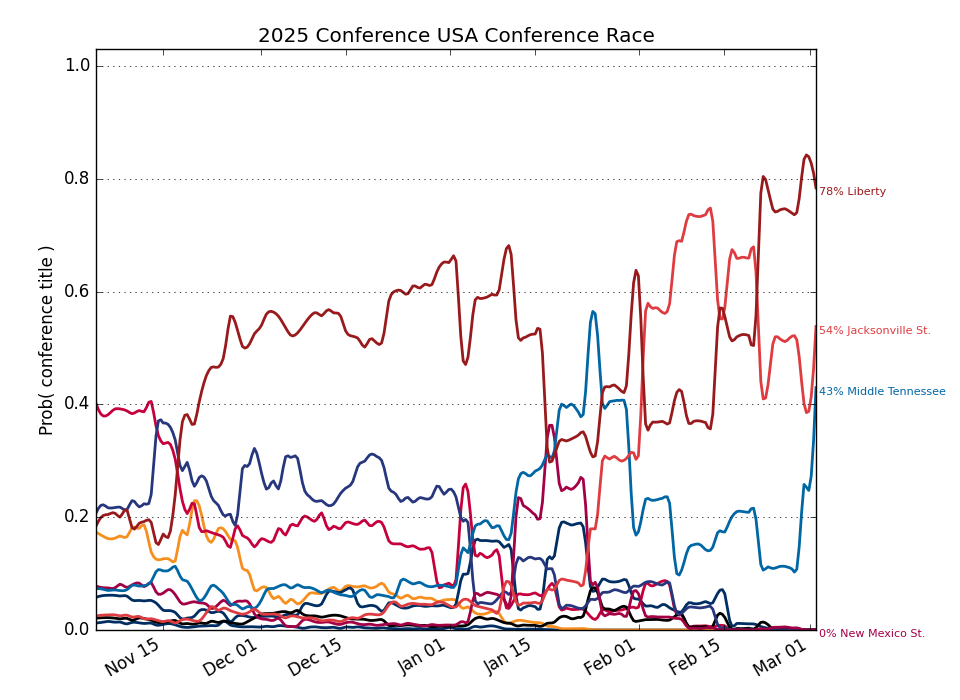 2025 Conference USA Conference Race
Prob( conference title )
1.0
0.8
0.6
0.4
0.2
0.0
78% Liberty
54% Jacksonville St.
43% Middle Tennessee
0% New Mexico St.
Nov 15
Dec 01
Dec 15
Jan 01
Jan 15
Feb 01
Feb 15
Mar 01